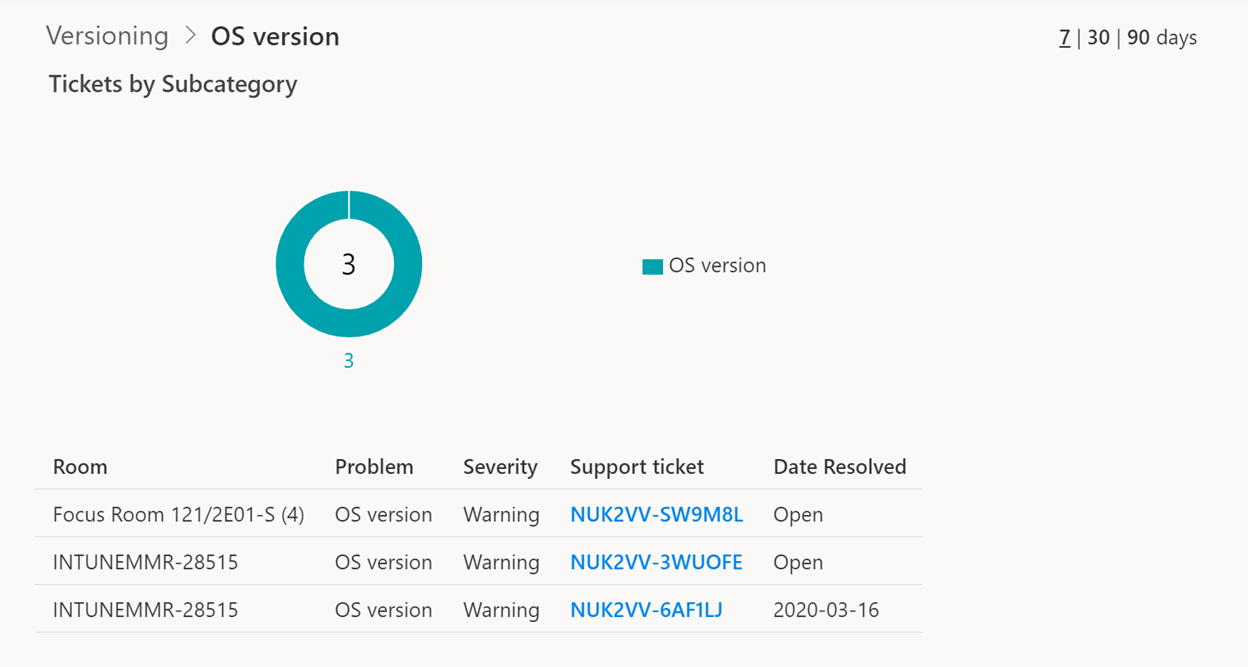 Versioning > OS version
7 | 30 | 90 days
Tickets by Subcategory
3
OS version
3
Room Problem Severity Support ticket Date Resolved
Focus Room 121/2E01-S (4) OS version Warning NUK2VV-SW9M8L Open
INTUNEMMR-28515 OS version Warning NUK2VV-3WUOFE Open
INTUNEMMR-28515 OS version Warning NUK2VV-6AF1LJ 2020-03-16